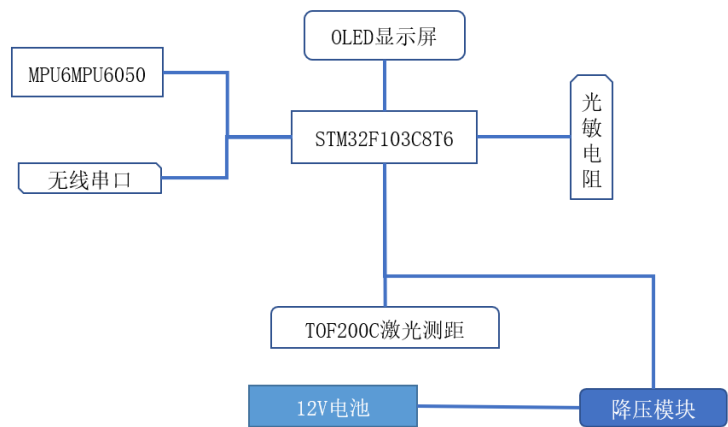 OLED显示屏
MPU6MPU6050
STM32F103C8T6
光敏电阻
无线串口
TOF200C激光测距
12V电池
降压模块